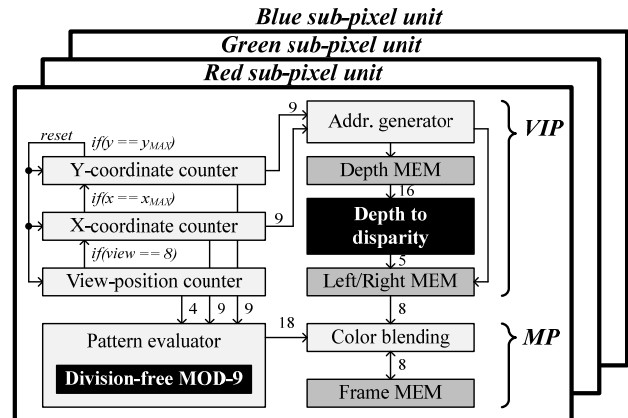 Blue sub-pixel unit
Green sub-pixel unit
Red sub-pixel unit
reset
if(y == yMAX)
Y-coordinate counter
if(x == xMAX)
X-coordinate counter
if(view == 8)
View-position counter
4
9
9
Pattern evaluator
Division-free MOD-9
9
9
18
Addr. generator
Depth MEM
16
Depth to
disparity
5
Left/Right MEM
8
Color blending
8
Frame MEM
VIP
MP